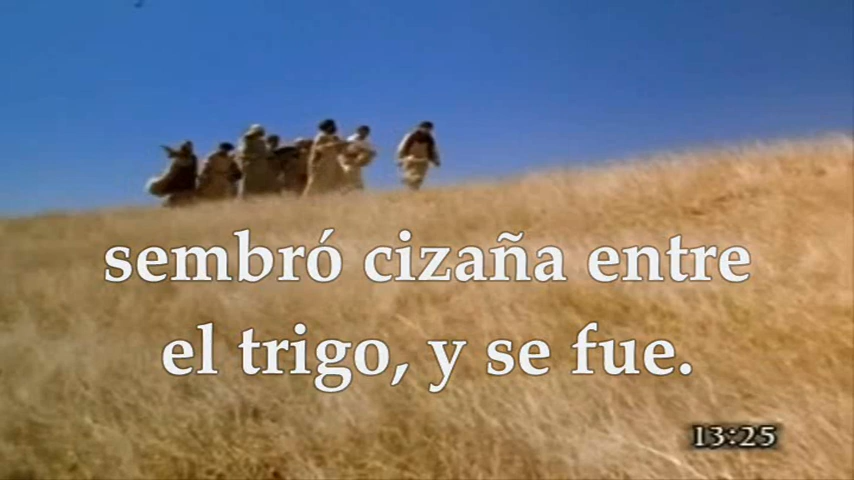 sembró cizaña entre
el trigo, y se fue.
13:25